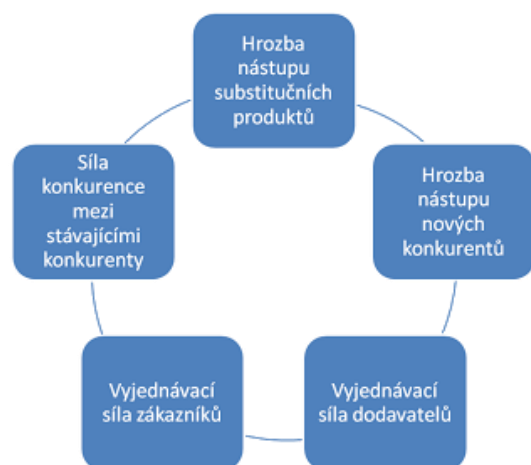 Hrozba
nástupu
substitučních
produktů
Síla
konkurence
mezi
stávajícími
konkurenty
Hrozba
nástupu
nových
konkurentů
Vyjednávací
síla zákazníků
Vyjednávací
síla dodavatelů